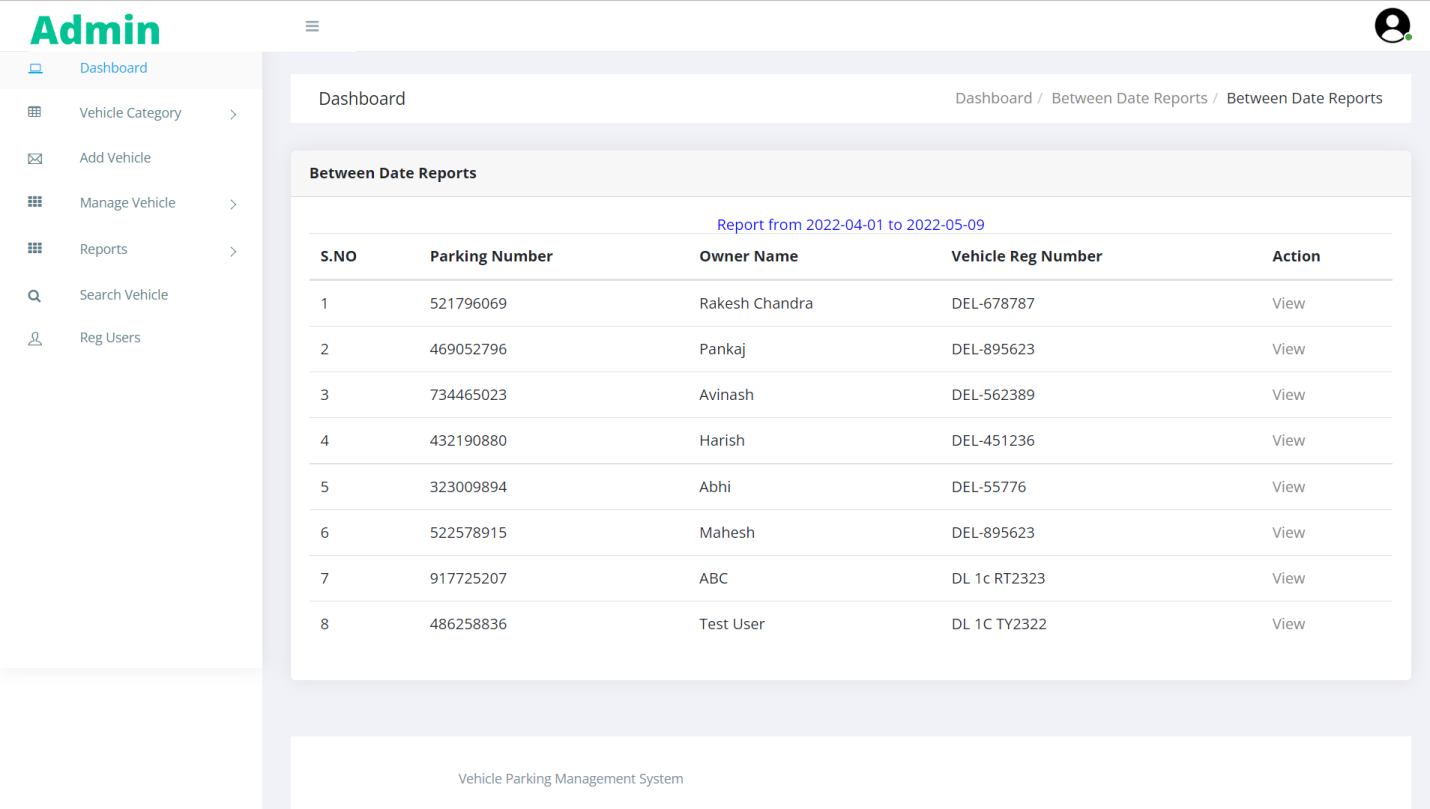 Admin
Dashboard
Vehicle Category
Add Vehicle
Manage Vehicle
Reports
Search Vehicle
Reg Users
Dashboard
Dashboard / Between Date Reports / Between Date Reports
Between Date Reports
Report from 2022-04-01 to 2022-05-09
S.NO Parking Number Owner Name Vehicle Reg Number Action
1 521796069 Rakesh Chandra DEL-678787 View
2 469052796 Pankaj DEL-895623 View
3 734465023 Avinash DEL-562389 View
4 432190880 Harish DEL-451236 View
5 323009894 Abhi DEL-55776 View
6 522578915 Mahesh DEL-895623 View
7 917725207 ABC DL 1c RT2323 View
8 486258836 Test User DL 1C TY2322 View
Vehicle Parking Management System